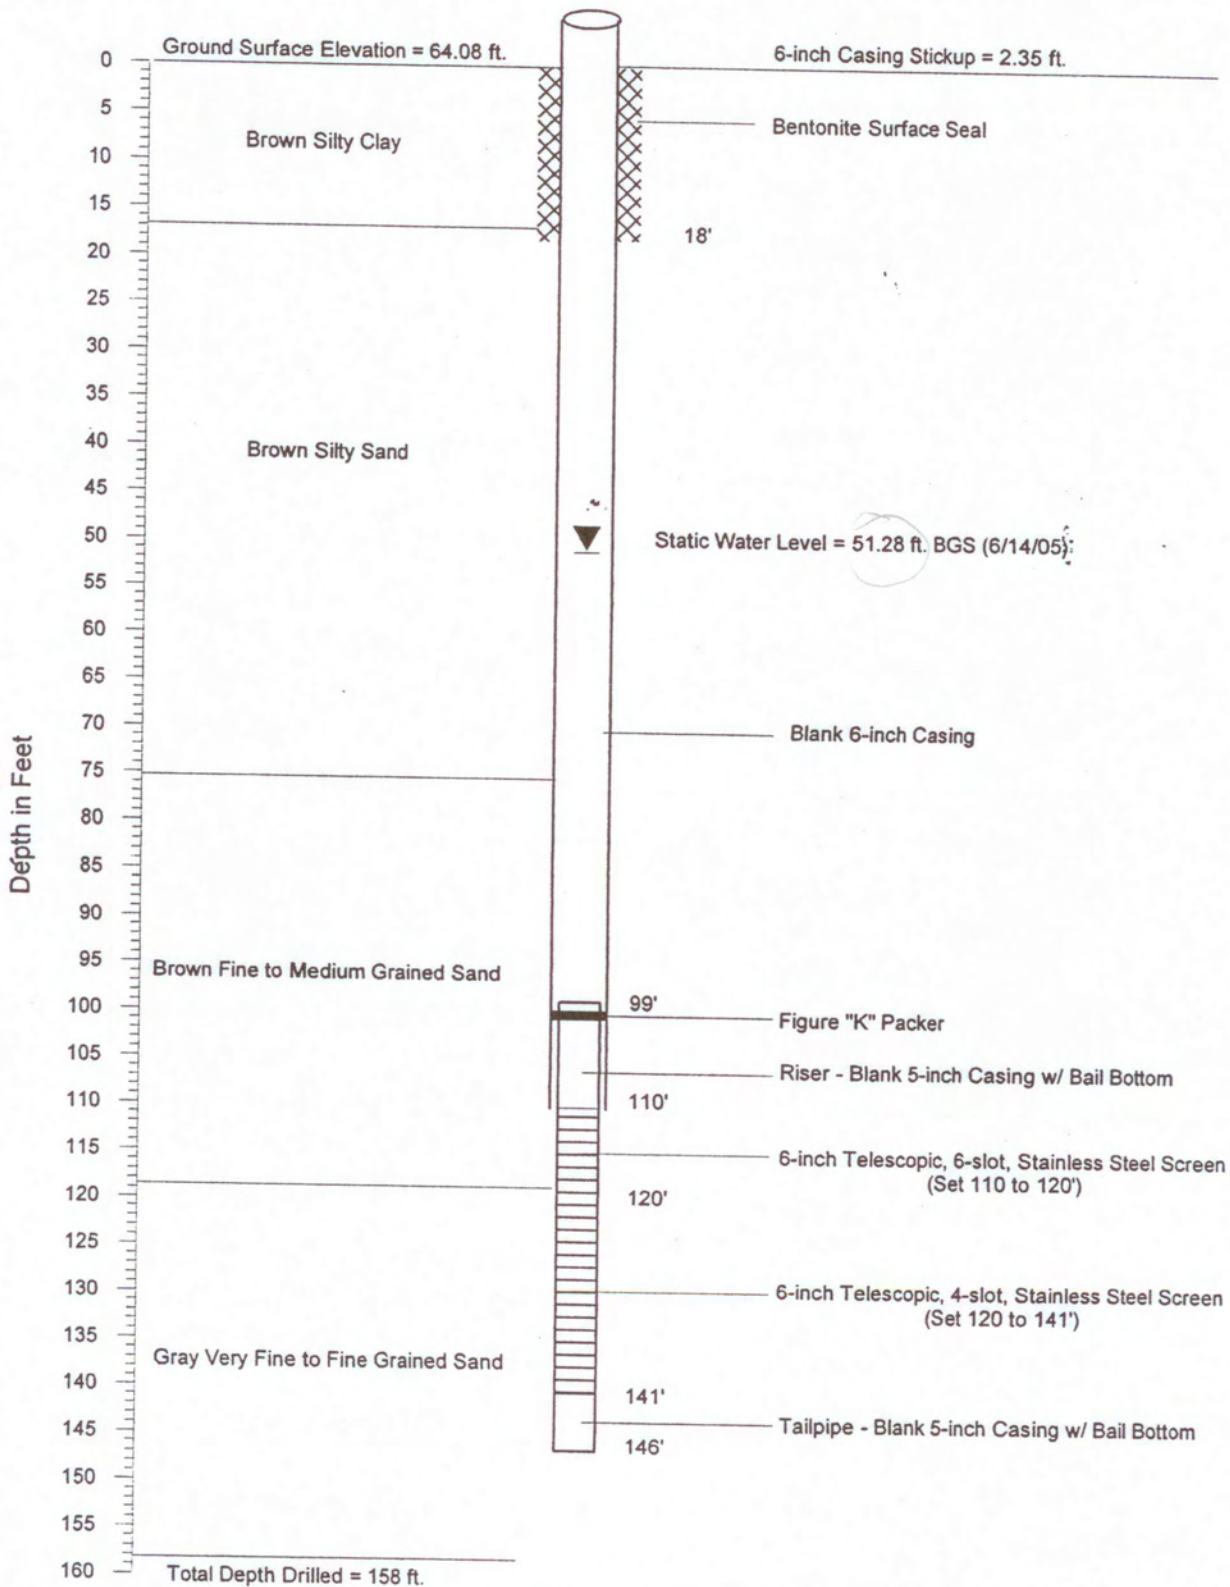 Ground Surface Elevation = 64.08 ft.
6-inch Casing Stickup = 2.35 ft.
0
5
Bentonite Surface Seal
Brown Silty Clay
10
15
18'
20
25
30
35
40
Brown Silty Sand
45
50
Static Water Level = 51.28 ft. BGS (6/14/05)
55
60
65
70
Blank 6-inch Casing
75
Depth in Feet
80
85
90
95
Brown Fine to Medium Grained Sand
100
99'
Figure "K" Packer
105
Riser - Blank 5-inch Casing w/ Bail Bottom
110
110'
115
6-inch Telescopic, 6-slot, Stainless Steel Screen
(Set 110 to 120')
120
120'
125
130
6-inch Telescopic, 4-slot, Stainless Steel Screen
(Set 120 to 141')
135
Gray Very Fine to Fine Grained Sand
140
141'
145
Tailpipe - Blank 5-inch Casing w/ Bail Bottom
146'
150
155
160
Total Depth Drilled = 158 ft.